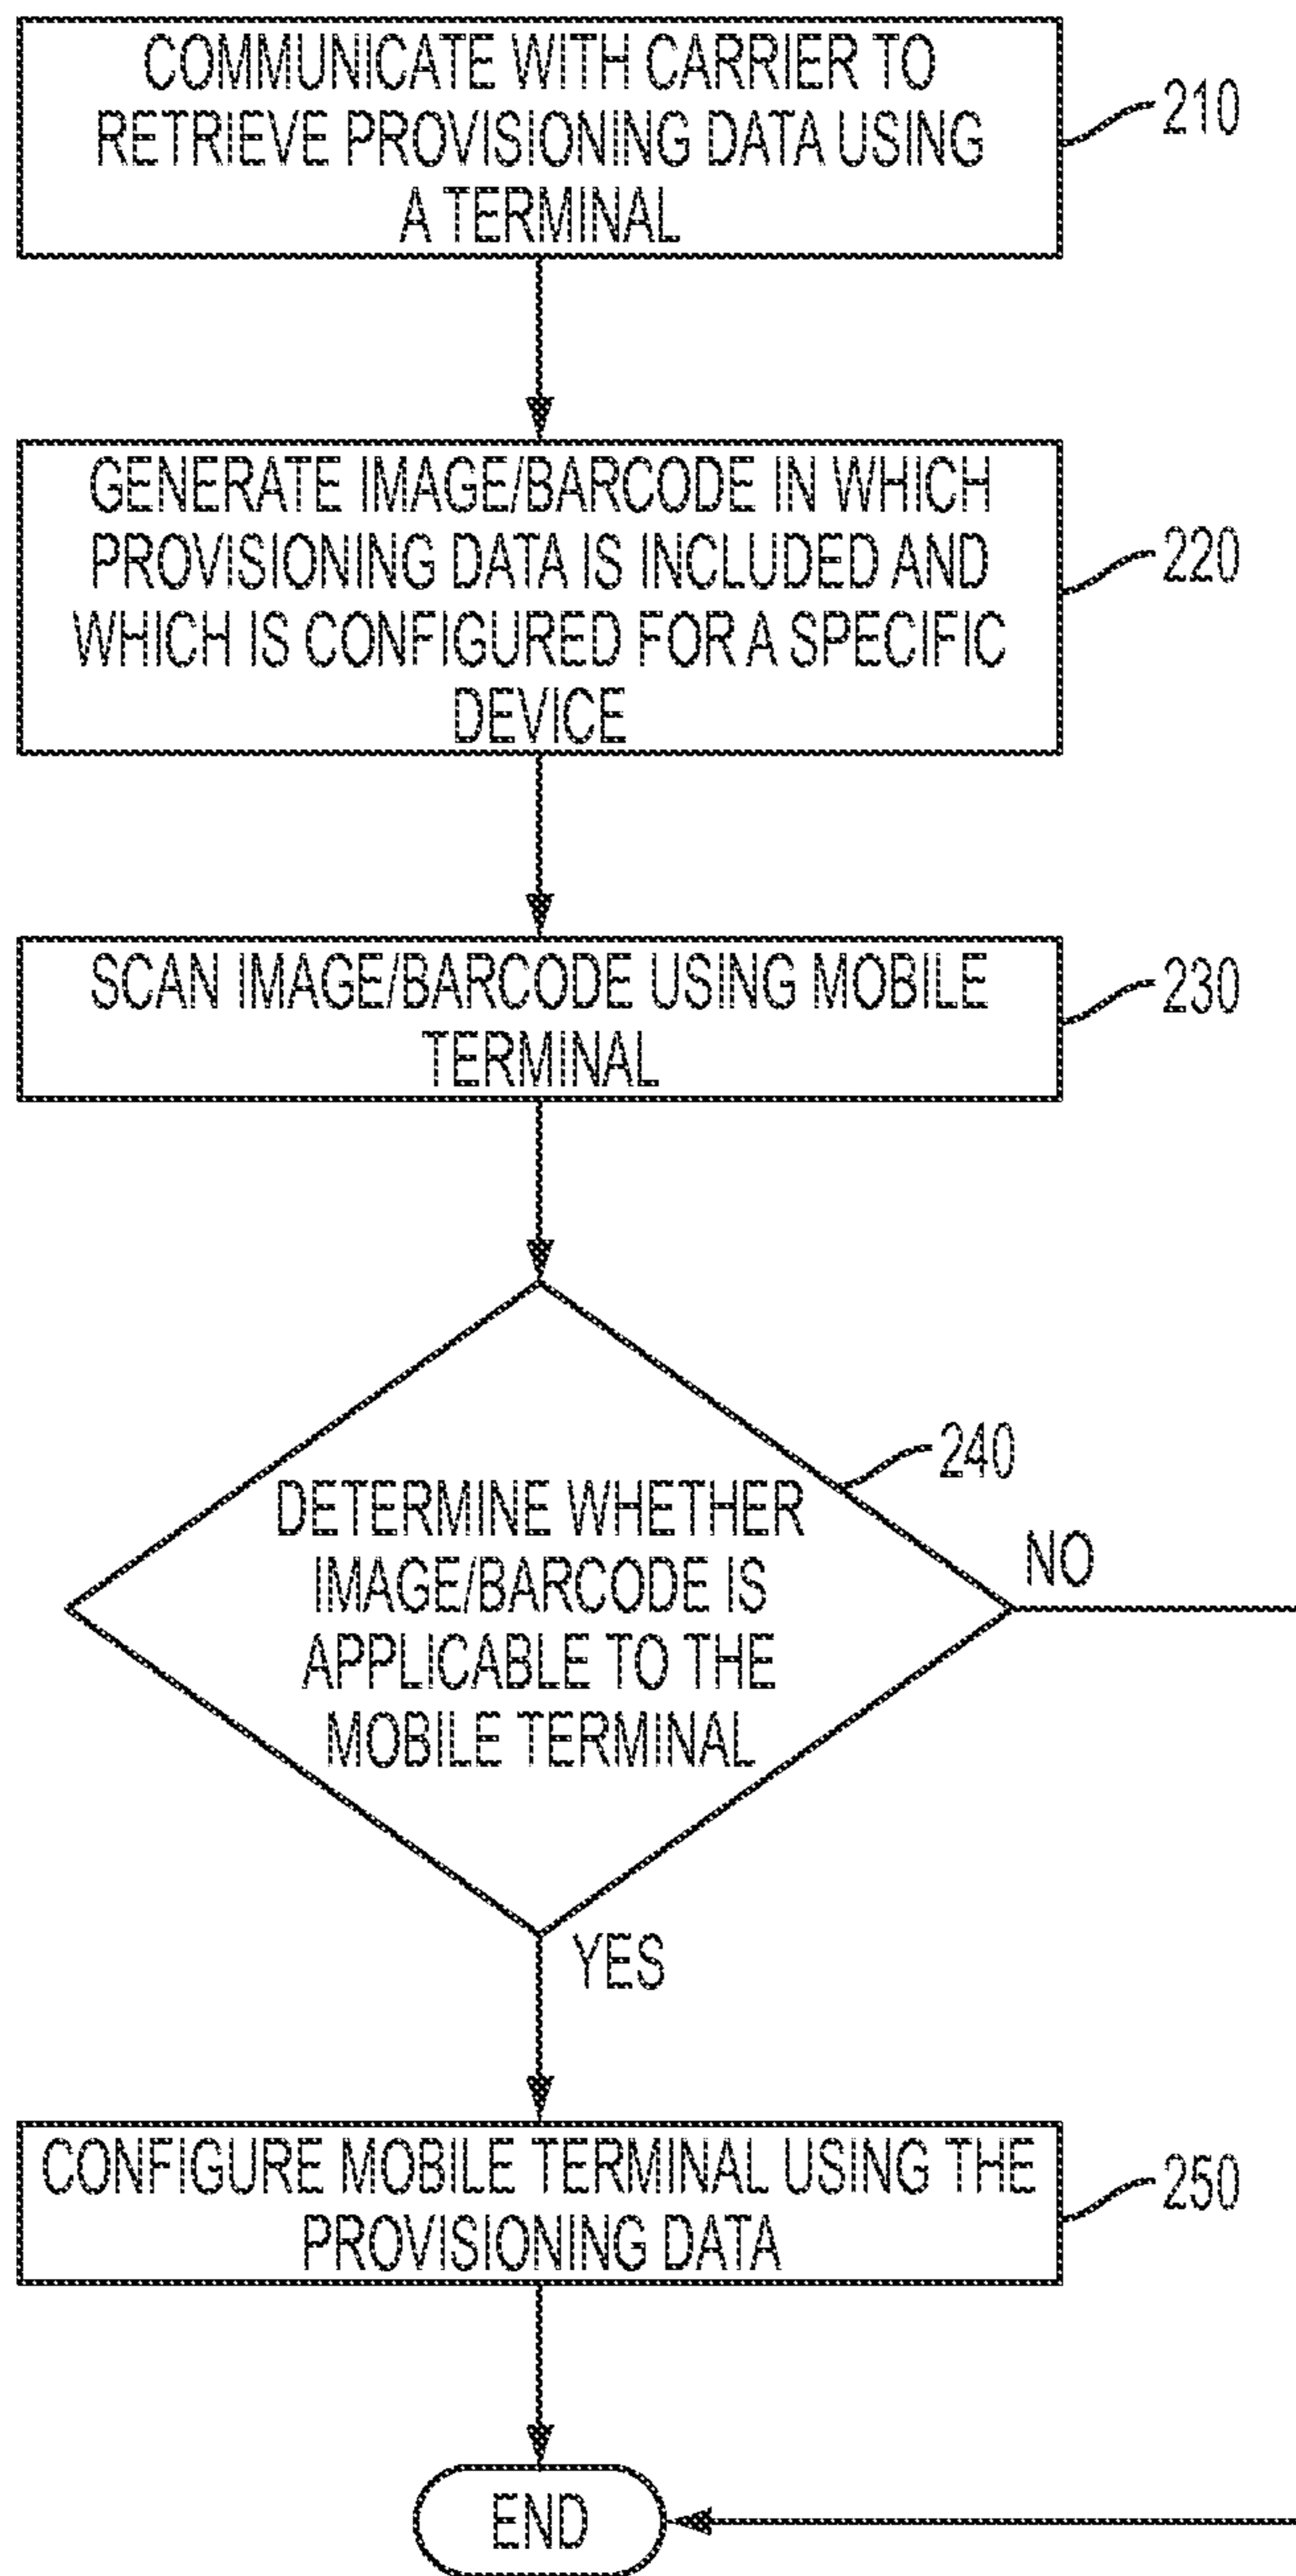 COMMUNICATE WITH CARRIER TO
RETRIEVE PROVISIONING DATA USING
A TERMINAL
210
GENERATE IMAGE/BARCODE IN WHICH
PROVISIONING DATA IS INCLUDED AND
WHICH IS CONFIGURED FOR A SPECIFIC
DEVICE
220
SCAN IMAGE/BARCODE USING MOBILE
TERMINAL
230
240
DETERMINE WHETHER
IMAGE/BARCODE IS
APPLICABLE TO THE
MOBILE TERMINAL
NO
YES
CONFIGURE MOBILE TERMINAL USING THE
PROVISIONING DATA
250
END